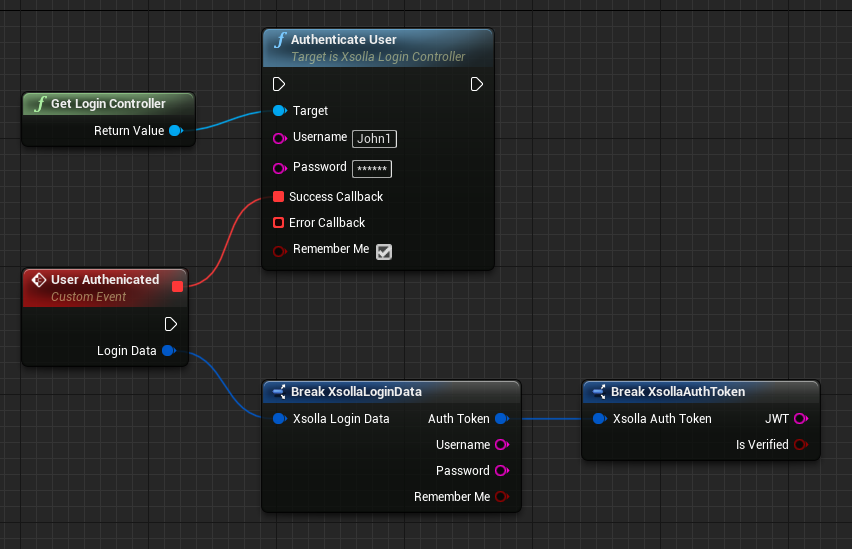 Authenticate User
Target is Xsolla Login Controller
Get Login Controller
Return Value
Target
Username John1
Password ******
Success Callback
Error Callback
Remember Me
User Authenicated
Custom Event
Login Data
Break XsollaLoginData
Xsolla Login Data Auth Token
Username
Password
Remember Me
Break XsollaAuthToken
Xsolla Auth Token JWT
Is Verified